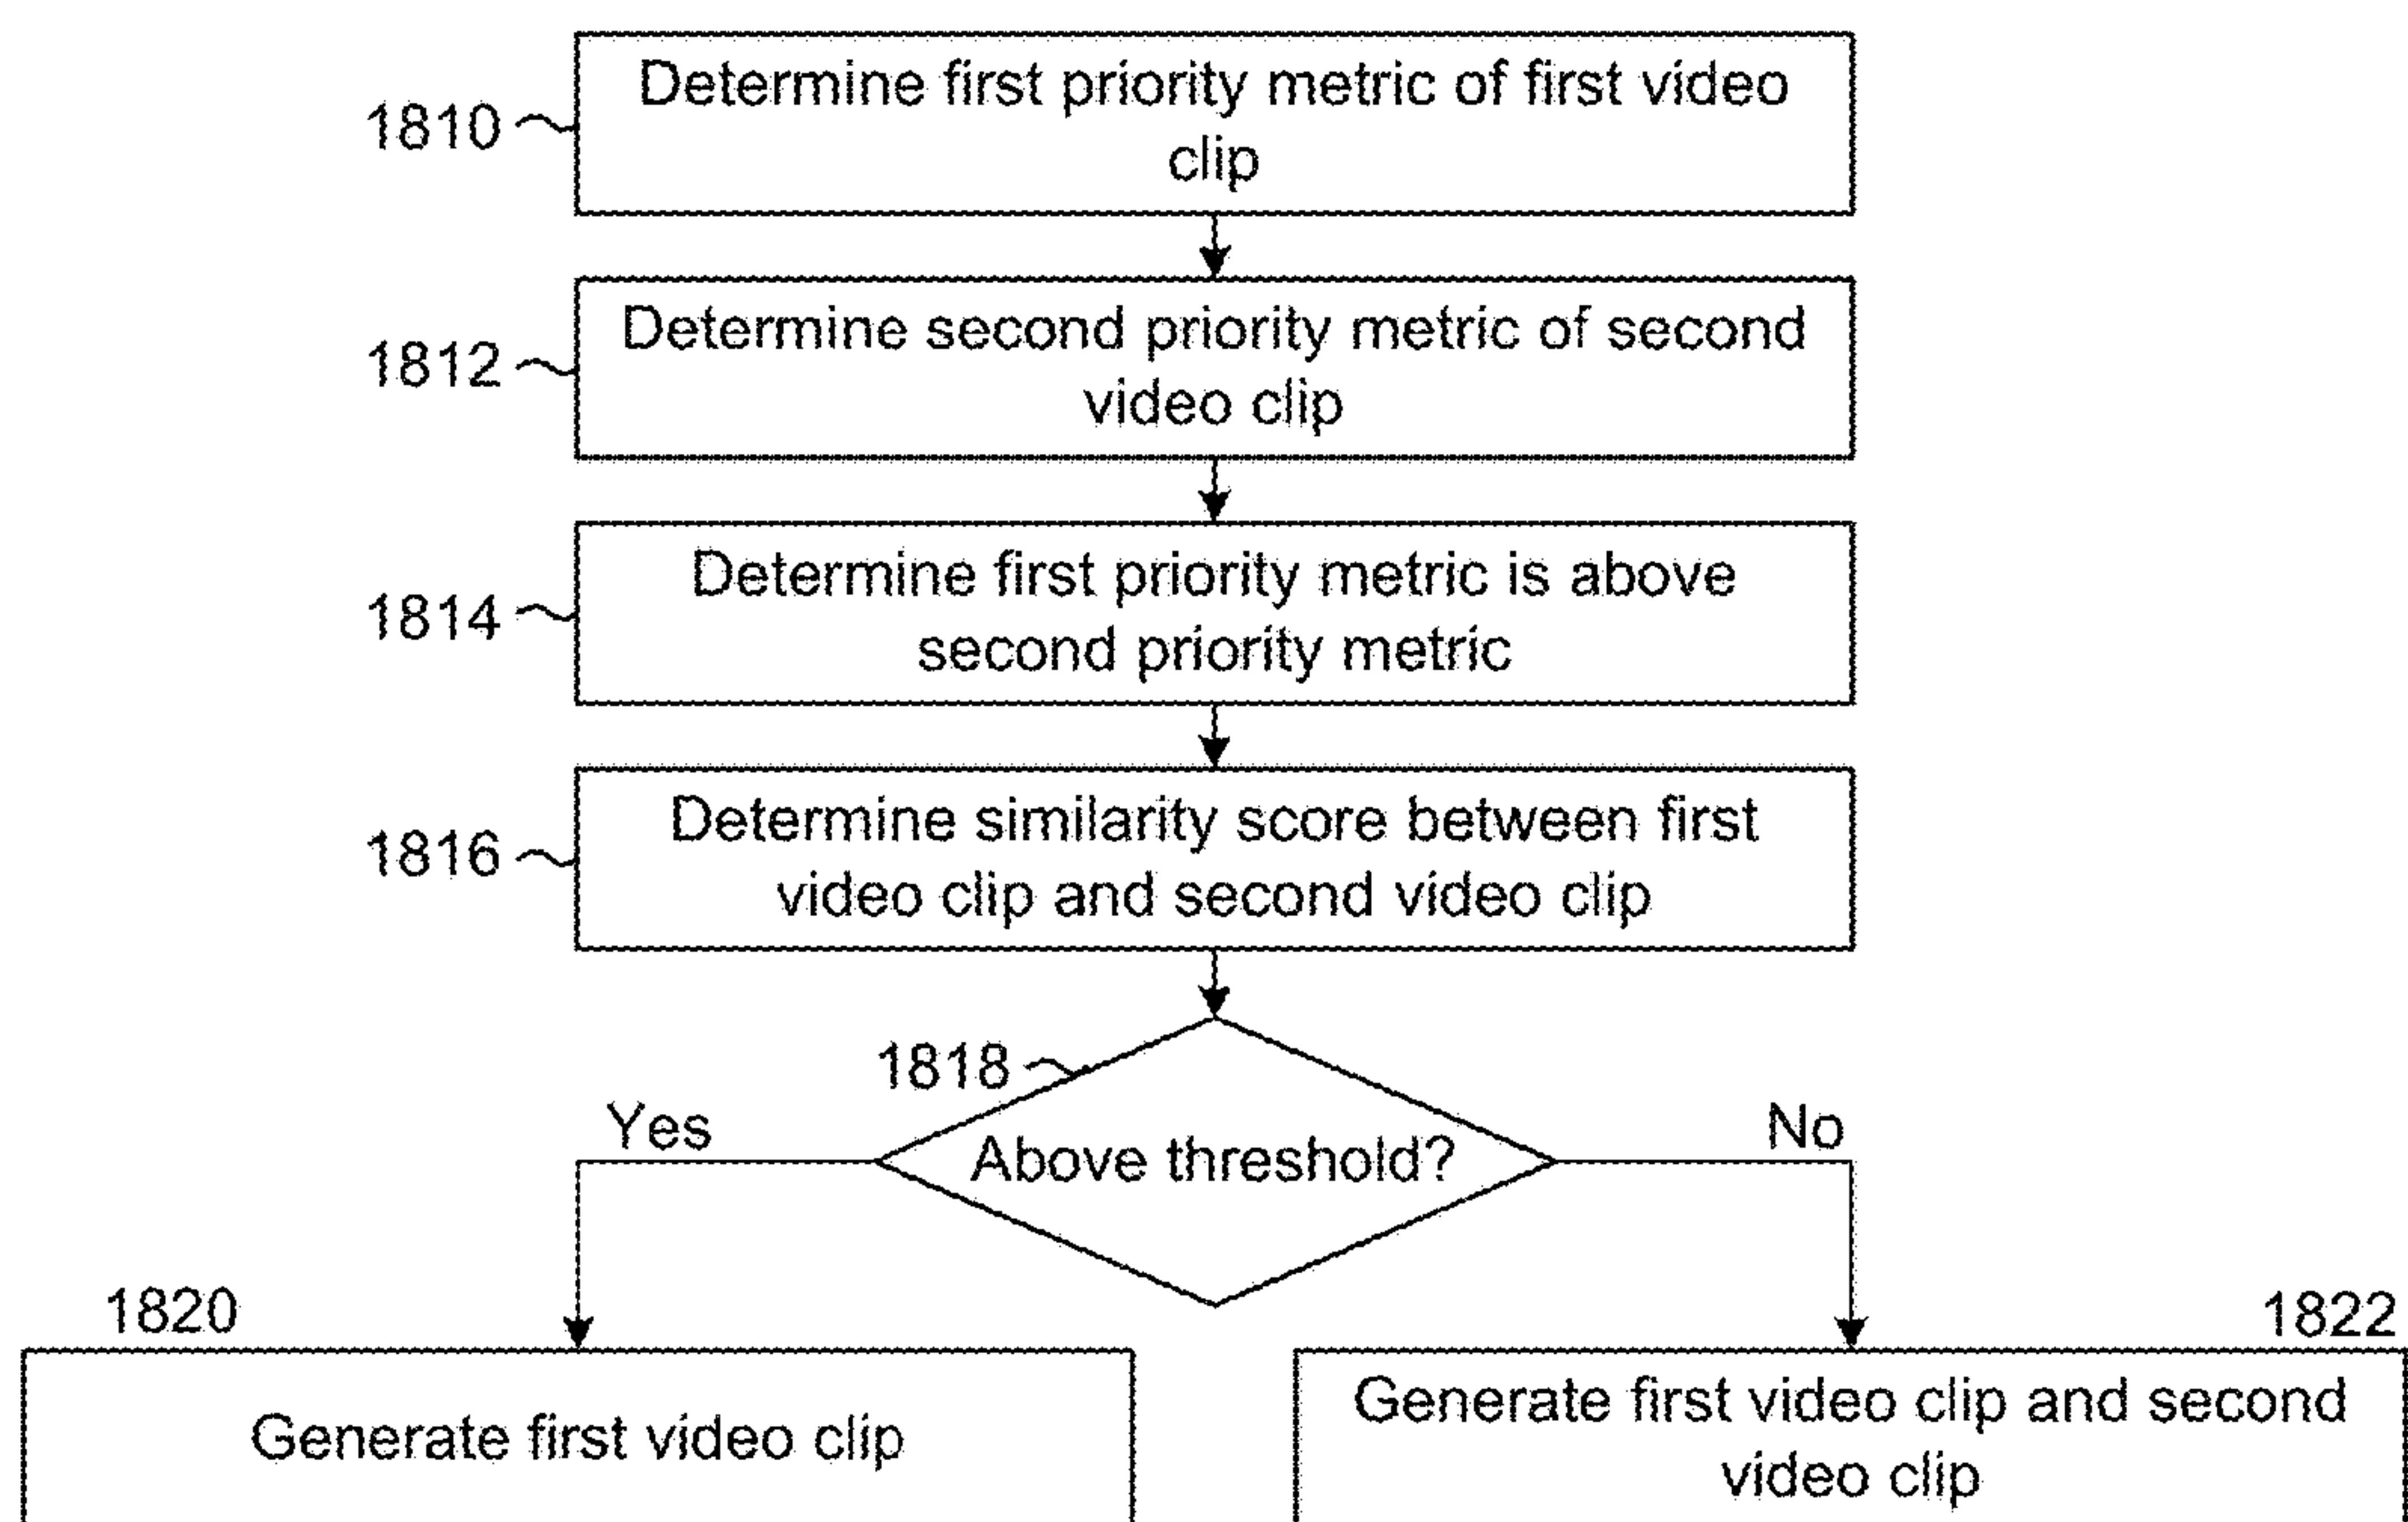 Determine first priority metric of first video
clip
1810
Determine second priority metric of second
video clip
1812
Determine first priority metric is above
second priority metric
1814
Determine similarity score between first
video clip and second video clip
1816
1818
Yes
Above threshold?
No
1820
Generate first video clip
1822
Generate first video clip and second
video clip